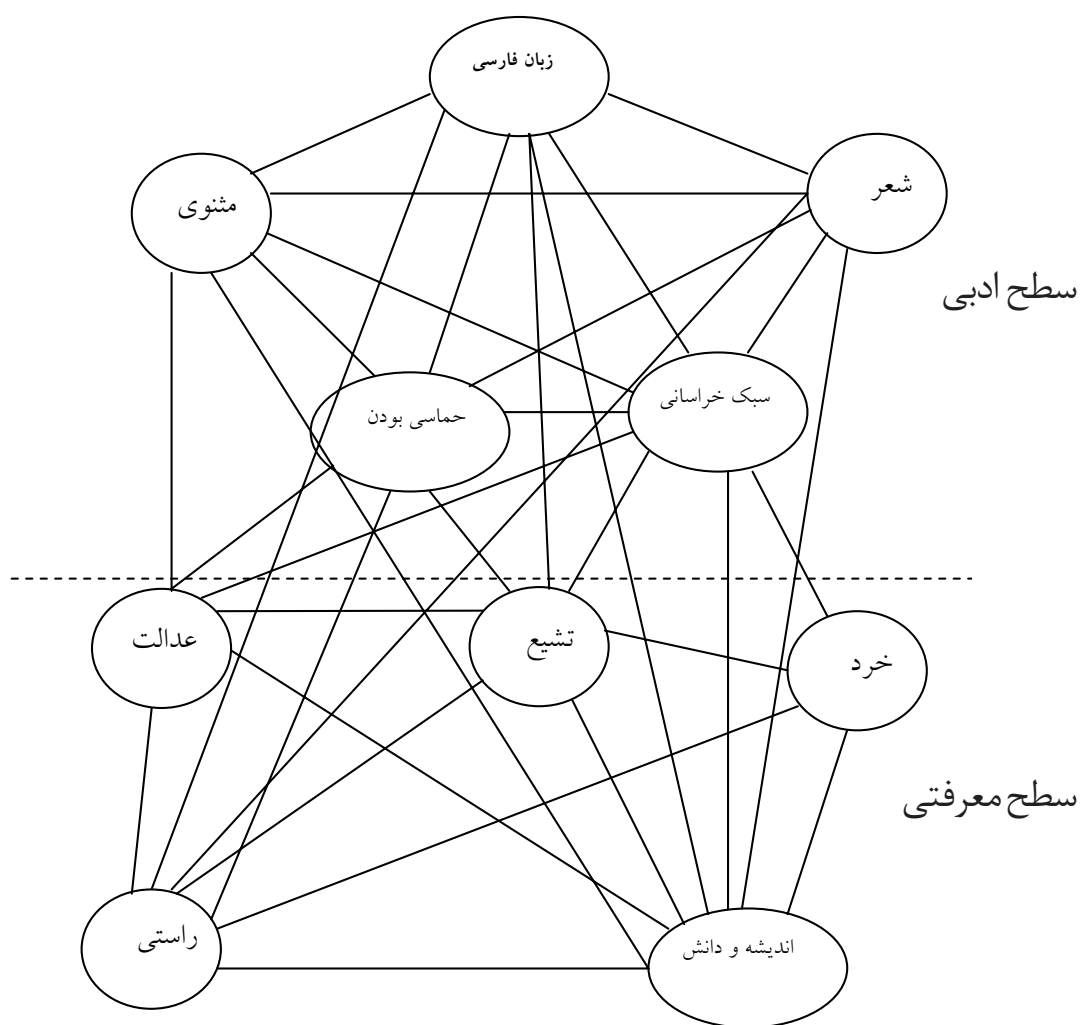 زبان فارسی
شعر
مثنوی
سطح ادبی
سبک خراسانی
حماسی بودن
خرد
تشیع
عدالت
سطح معرفتی
اندیشه و دانش
راستی